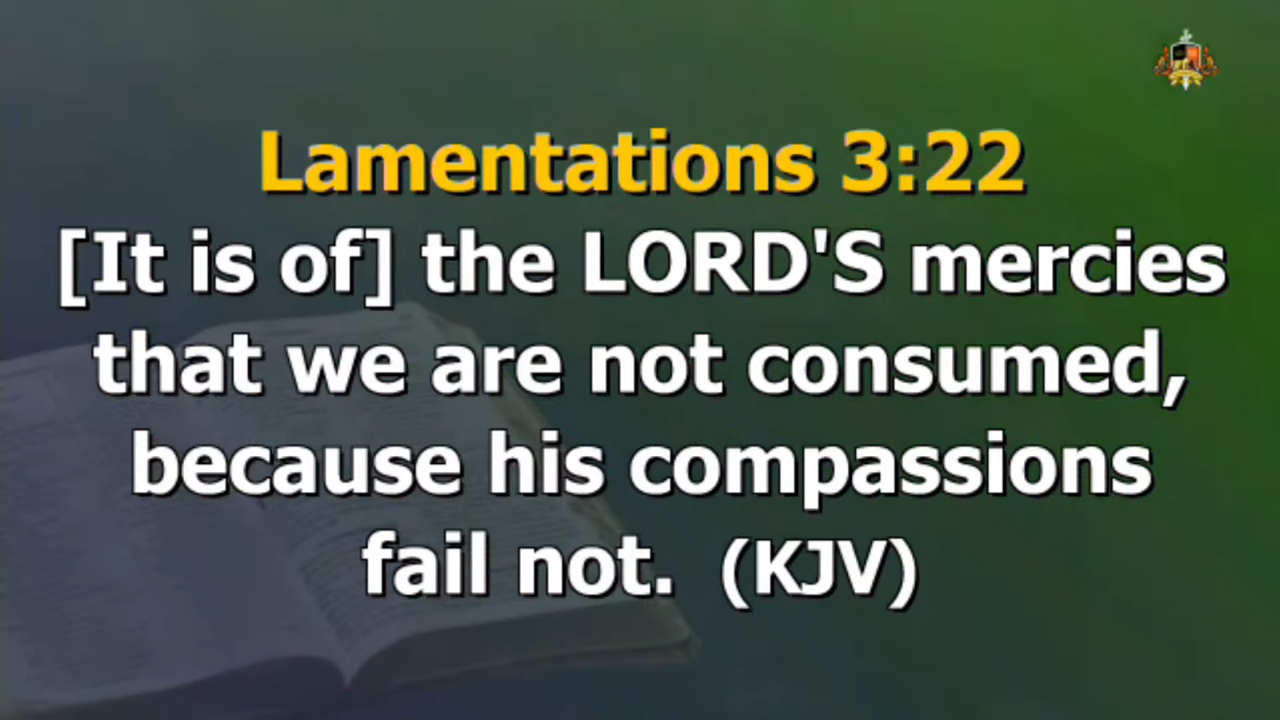 Lamentations 3:22
[It is of] the LORD'S mercies
that we are not consumed,
because his compassions
fail not. (KJV)